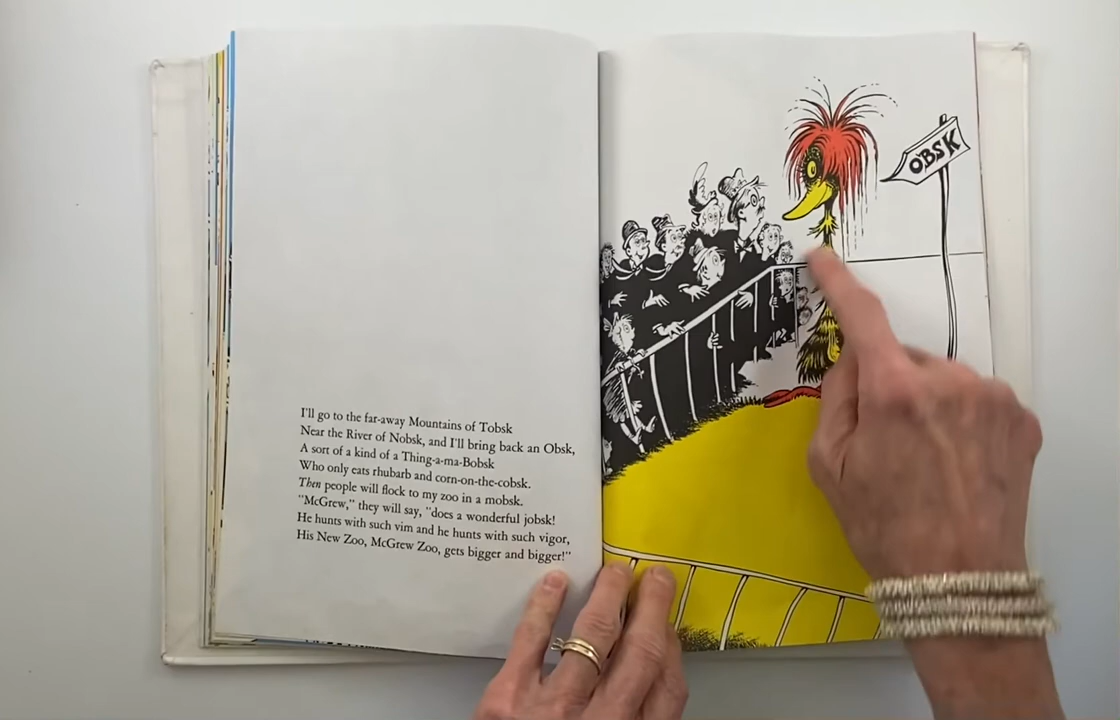 I'll go to the far-away Mountains of Tobsk
Near the River of Nobsk, and I'll bring back an Obsk,
A sort of a kind of a Thing-a-ma-Bobsk
Who only eats rhubarb and corn-on-the-cobsk.
Then people will flock to my zoo in a mobsk.
"McGrew," they will say, "does a wonderful jobsk!
He hunts with such vim and he hunts with such vigor,
His New Zoo, McGrew Zoo, gets bigger and bigger!"
OBSK